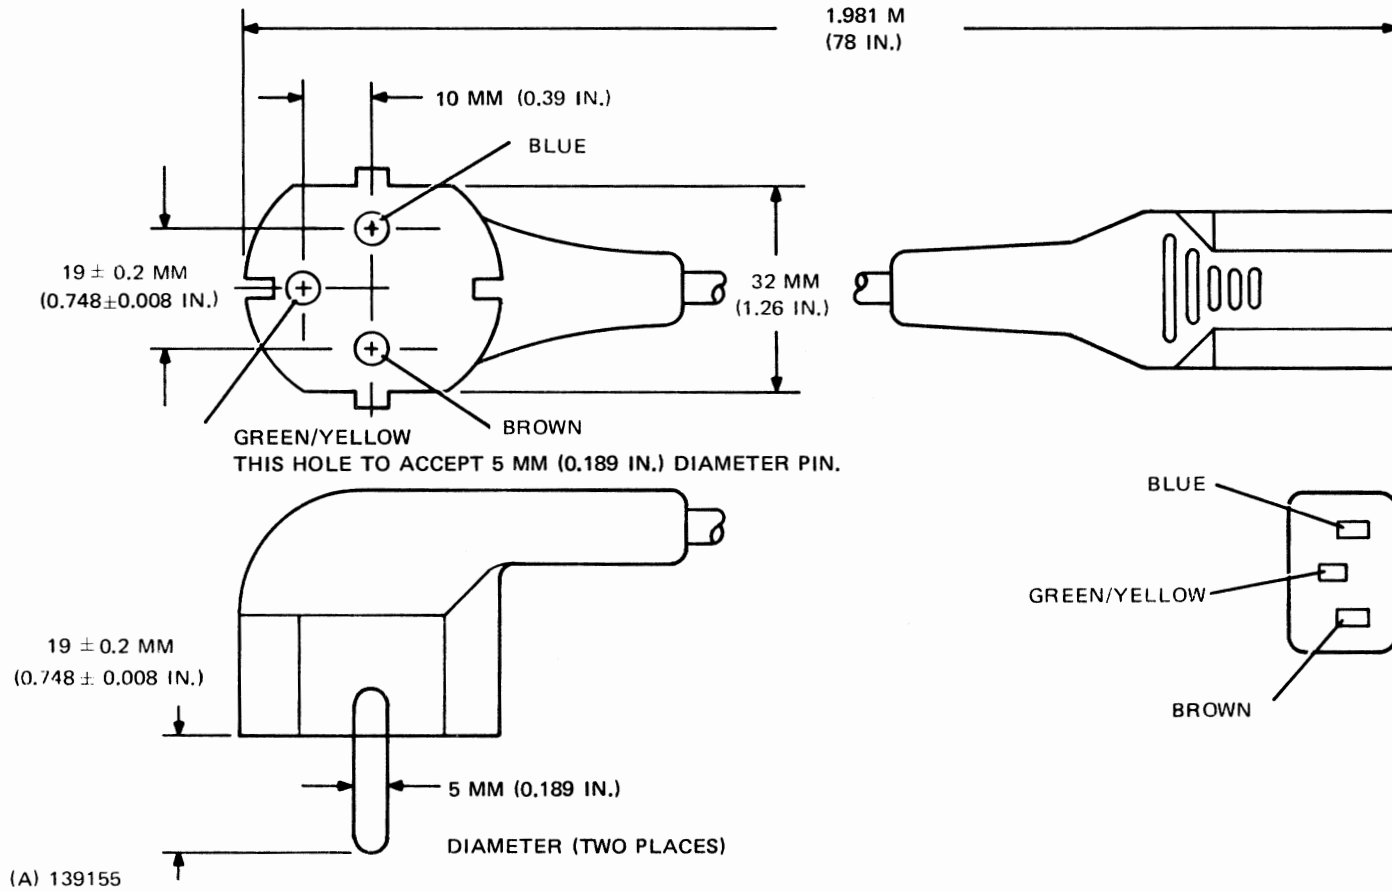 1.981 M
(78 IN.)
10 MM (0.39 IN.)
BLUE
19 ± 0.2 MM
(0.748±0.008 IN.)
32 MM
(1.26 IN.)
BROWN
GREEN/YELLOW
THIS HOLE TO ACCEPT 5 MM (0.189 IN.) DIAMETER PIN.
BLUE
GREEN/YELLOW
BROWN
19 ±0.2 MM
(0.748 ± 0.008 IN.)
5 MM (0.189 IN.)
DIAMETER (TWO PLACES)
(A) 139155